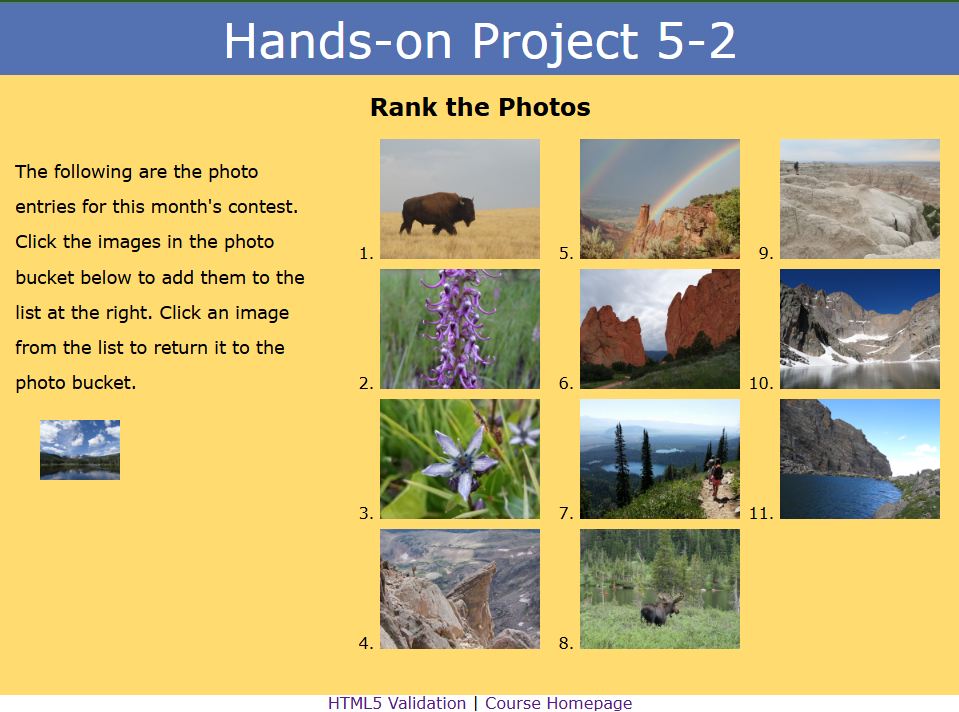 Hands-on Project 5-2
Rank the Photos
The following are the photo
entries for this month's contest.
Click the images in the photo
bucket below to add them to the
list at the right. Click an image
from the list to return it to the
photo bucket.
1.
2.
3.
4.
5.
6.
7.
8.
9.
10.
11.
HTML5 Validation | Course Homepage